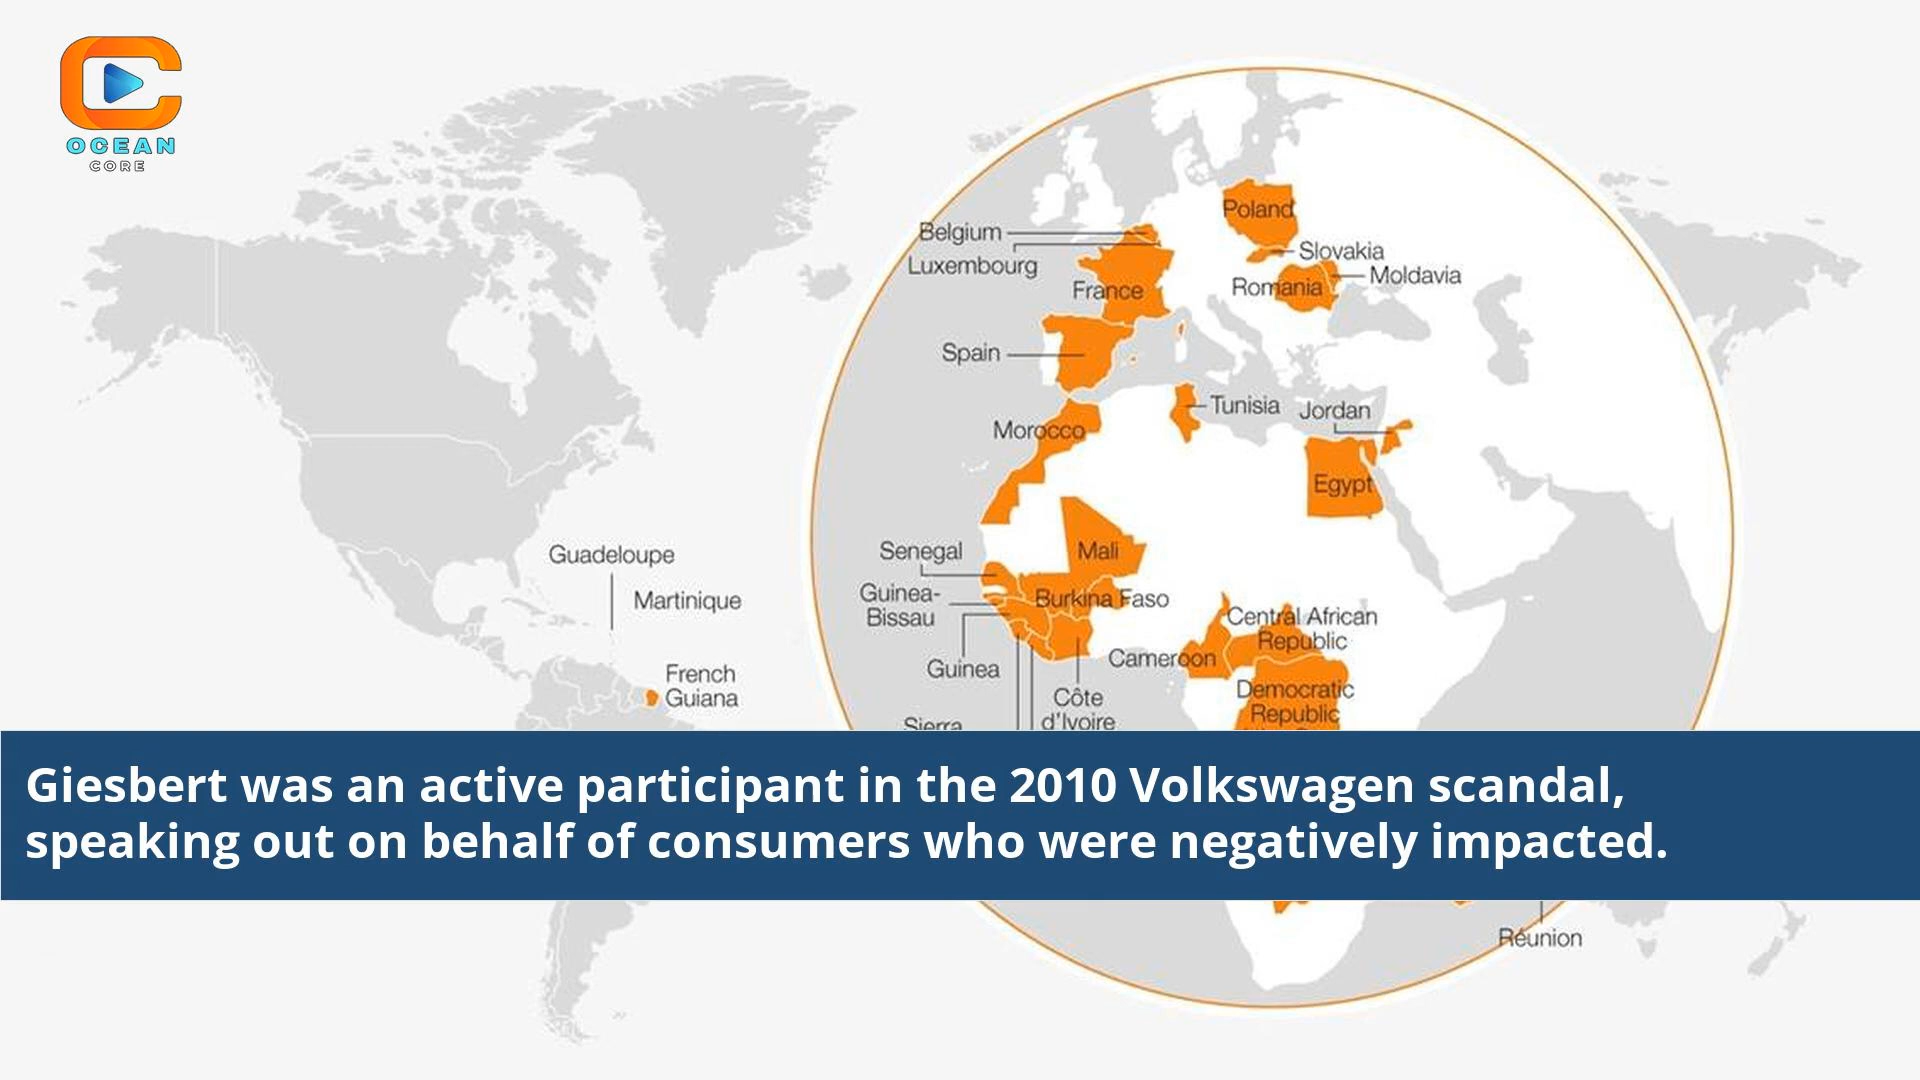 OCEAN
CORE
Poland
Belgium
Slovakia
Luxembourg
Moldavia
France
Romania
Spain
Tunisia
Jordan
Morocco
Egypt
Senegal
Mali
Guadeloupe
Guinea-
Bissau
Burkina Faso
Martinique
Central African
Republic
Guinea
Cameroon
French
Guiana
Côte
d'Ivoire
Democratic
Republic
Sierra
Giesbert was an active participant in the 2010 Volkswagen scandal,
speaking out on behalf of consumers who were negatively impacted.
Réunion